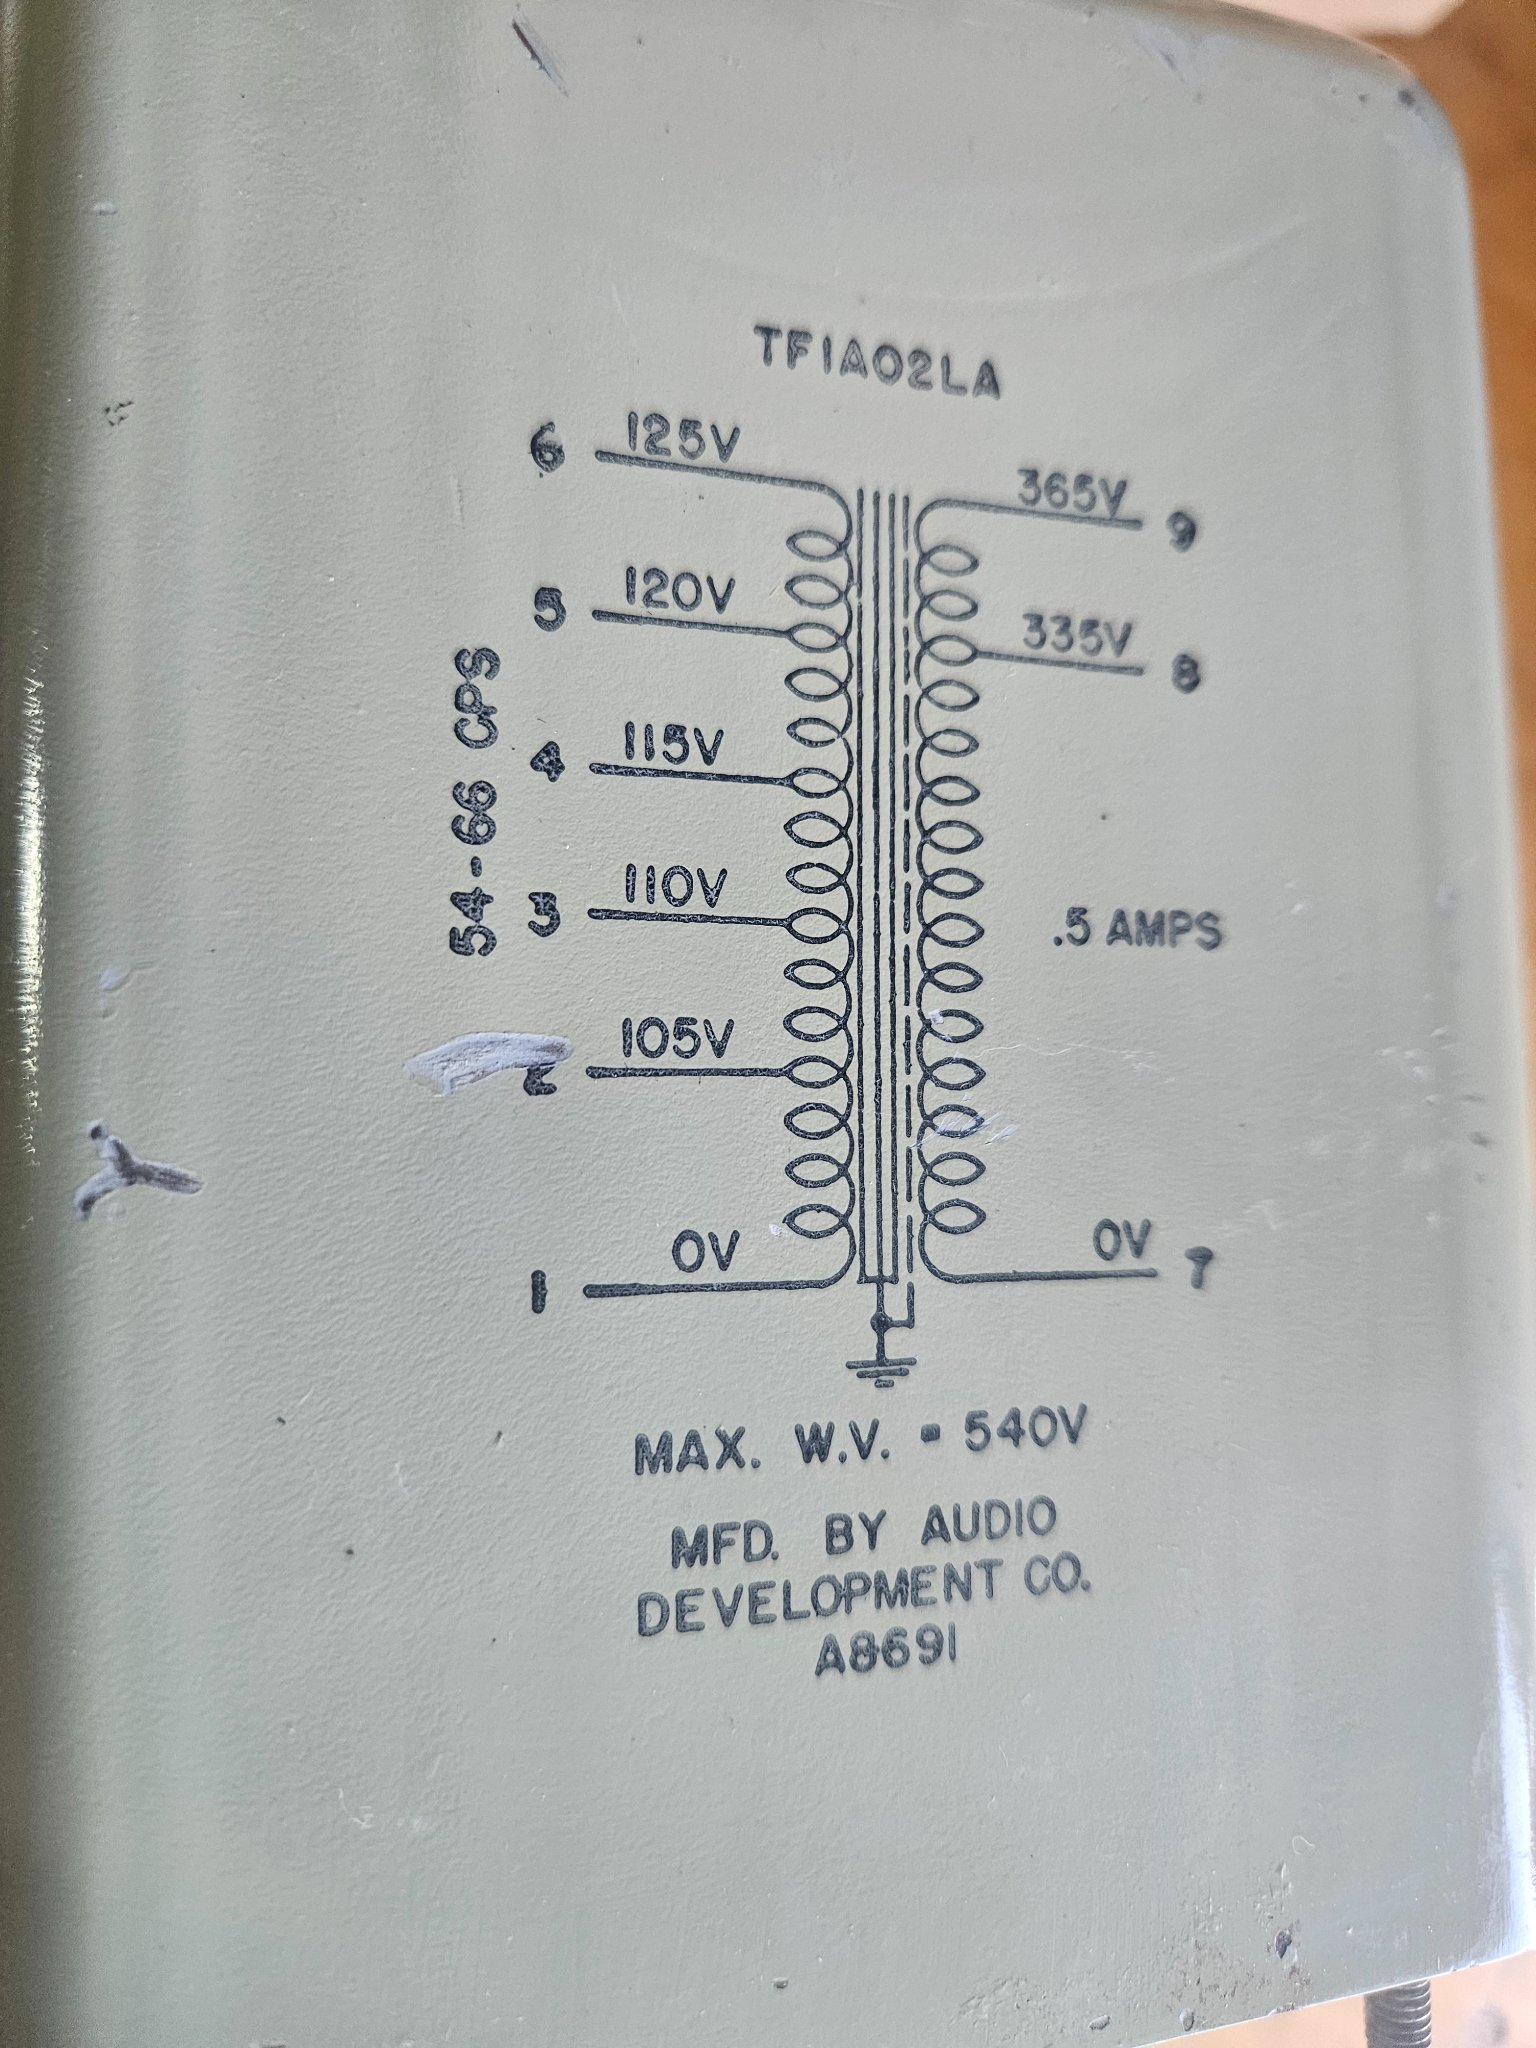 TF1A02LA
6 125V
365V 9
5 120V
335V 8
54-66 CPS
4 115V
3 110V
.5 AMPS
105V
0V 7
1 0V
MAX. W.V. = 540V
MFD. BY AUDIO
DEVELOPMENT CO.
A8691